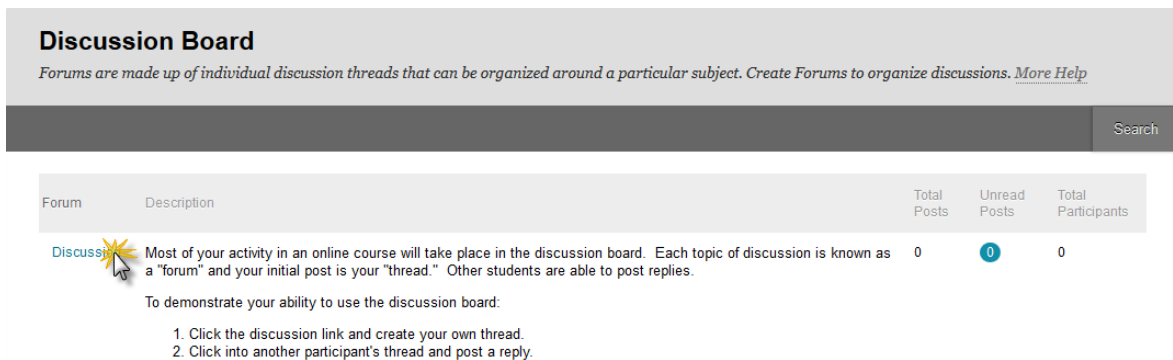 Discussion Board
Forums are made up of individual discussion threads that can be organized around a particular subject. Create Forums to organize discussions. More Help
Search
Forum Description Total Posts Unread Posts Total Participants
Most of your activity in an online course will take place in the discussion board. Each topic of discussion is known as 0 0 0
a "forum" and your initial post is your "thread." Other students are able to post replies.
To demonstrate your ability to use the discussion board:
1. Click the discussion link and create your own thread.
2. Click into another participant's thread and post a reply.